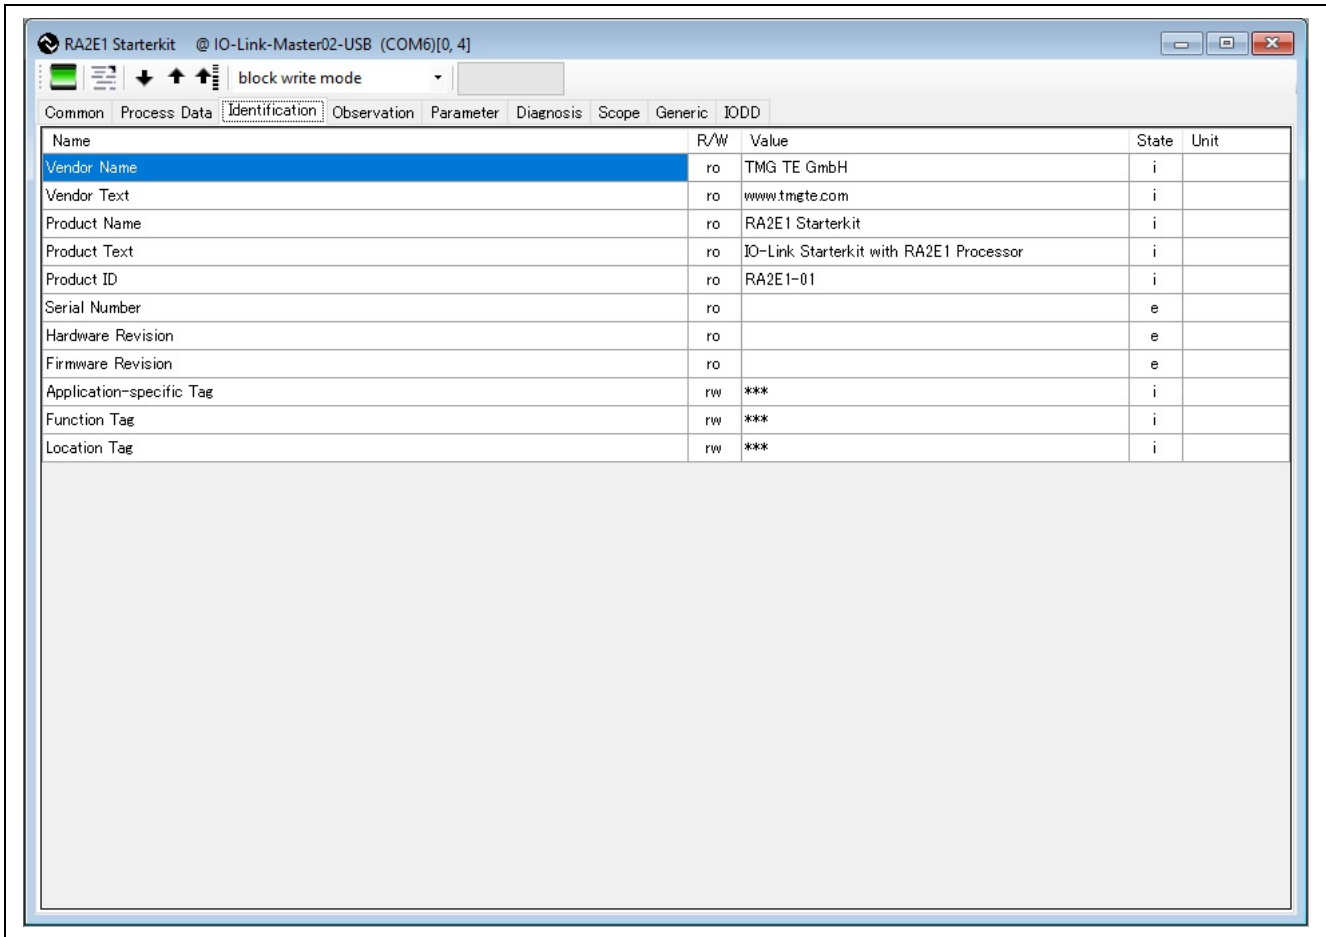 RA2E1 Starterkit @ IO-Link-Master02-USB (COM6)[0, 4]
block write mode
Common Process Data Identification Observation Parameter Diagnosis Scope Generic IODD
Name R/W Value State Unit
Vendor Name ro TMG TE GmbH i
Vendor Text ro www.tmgte.com i
Product Name ro RA2E1 Starterkit i
Product Text ro IO-Link Starterkit with RA2E1 Processor i
Product ID ro RA2E1-01 i
Serial Number ro e
Hardware Revision ro e
Firmware Revision ro e
Application-specific Tag rw *** i
Function Tag rw *** i
Location Tag rw *** i